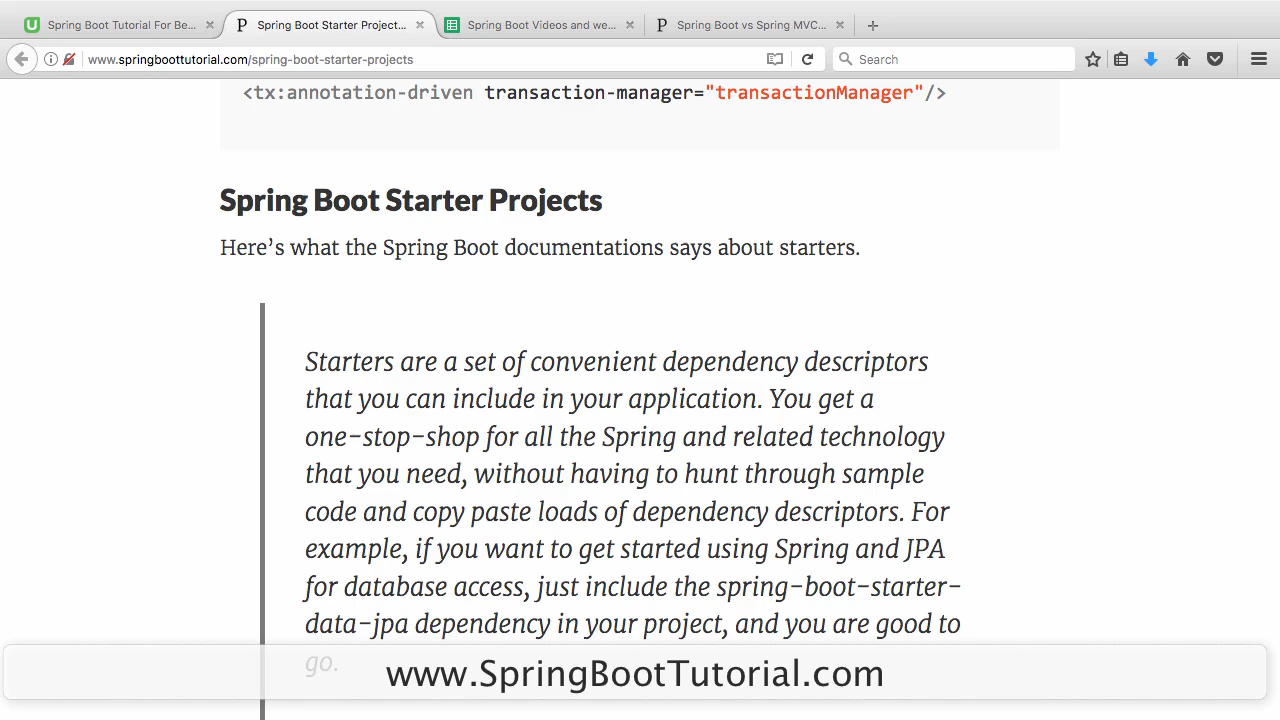 Spring Boot Tutorial For Be...
Spring Boot Starter Project...
Spring Boot Videos and we...
Spring Boot vs Spring MVC...
www.springboottutorial.com/spring-boot-starter-projects
Search
<tx:annotation-driven transaction-manager="transactionManager"/>
Spring Boot Starter Projects
Here’s what the Spring Boot documentations says about starters.
Starters are a set of convenient dependency descriptors
that you can include in your application. You get a
one-stop-shop for all the Spring and related technology
that you need, without having to hunt through sample
code and copy paste loads of dependency descriptors. For
example, if you want to get started using Spring and JPA
for database access, just include the spring-boot-starter-
data-jpa dependency in your project, and you are good to
go.
www.SpringBootTutorial.com